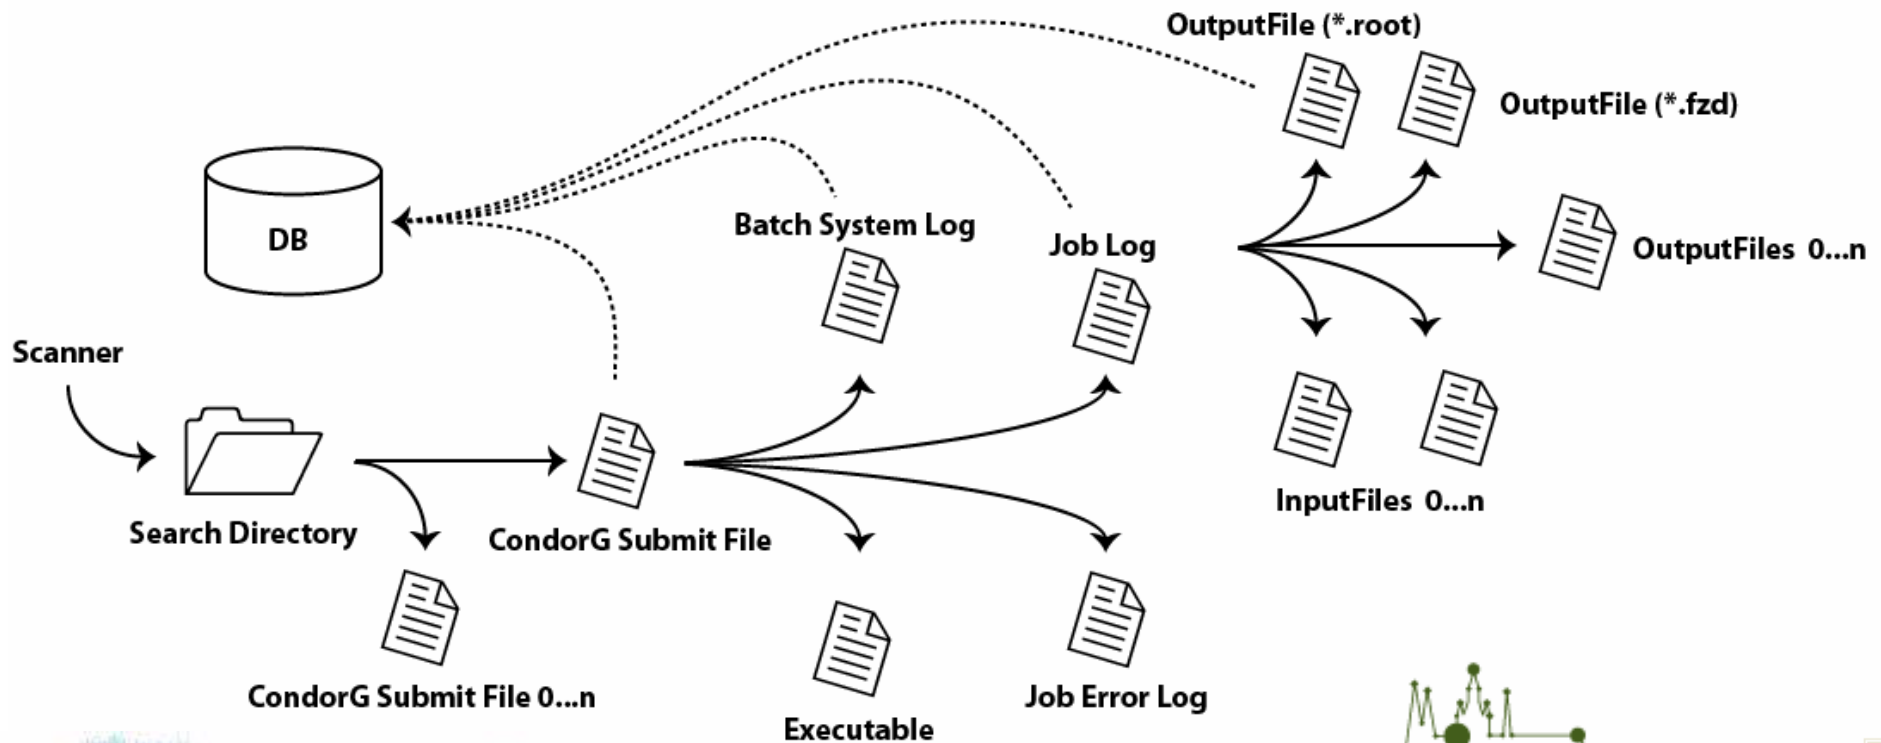 OutputFile (*.root)
OutputFile (*.fzd)
DB
Batch System Log
Job Log
OutputFiles 0...n
Scanner
Search Directory
CondorG Submit File
InputFiles 0...n
CondorG Submit File 0...n
Executable
Job Error Log